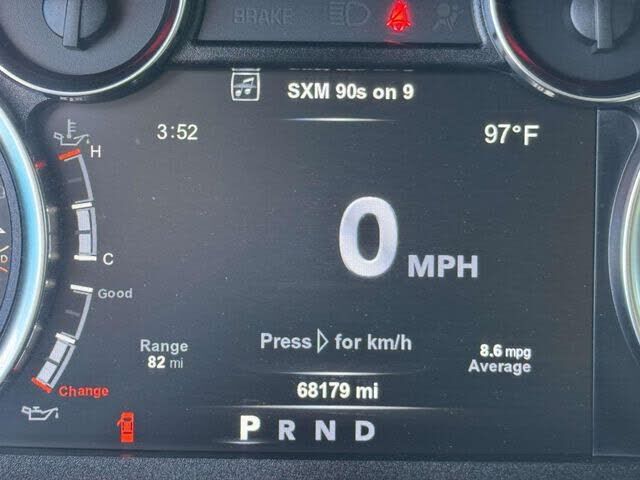 BRAKE
SXM 90s on 9
3:52
97°F
H
0 MPH
C
Good
Press ▷ for km/h
Range
82 mi
8.6 mpg
Average
Change
68179 mi
P R N D